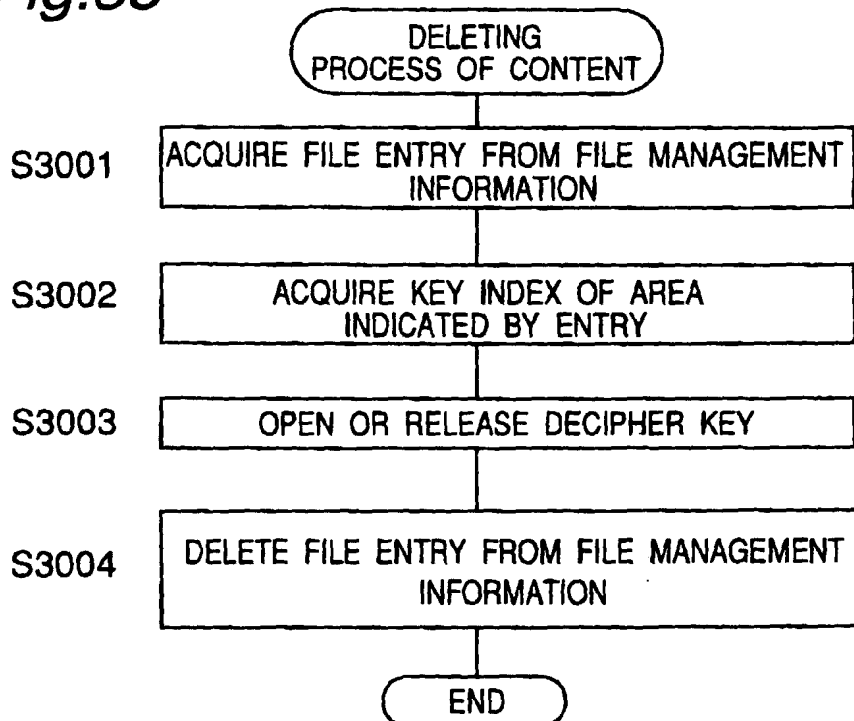 DELETING
PROCESS OF CONTENT
S3001
ACQUIRE FILE ENTRY FROM FILE MANAGEMENT
INFORMATION
S3002
ACQUIRE KEY INDEX OF AREA
INDICATED BY ENTRY
S3003
OPEN OR RELEASE DECIPHER KEY
S3004
DELETE FILE ENTRY FROM FILE MANAGEMENT
INFORMATION
END